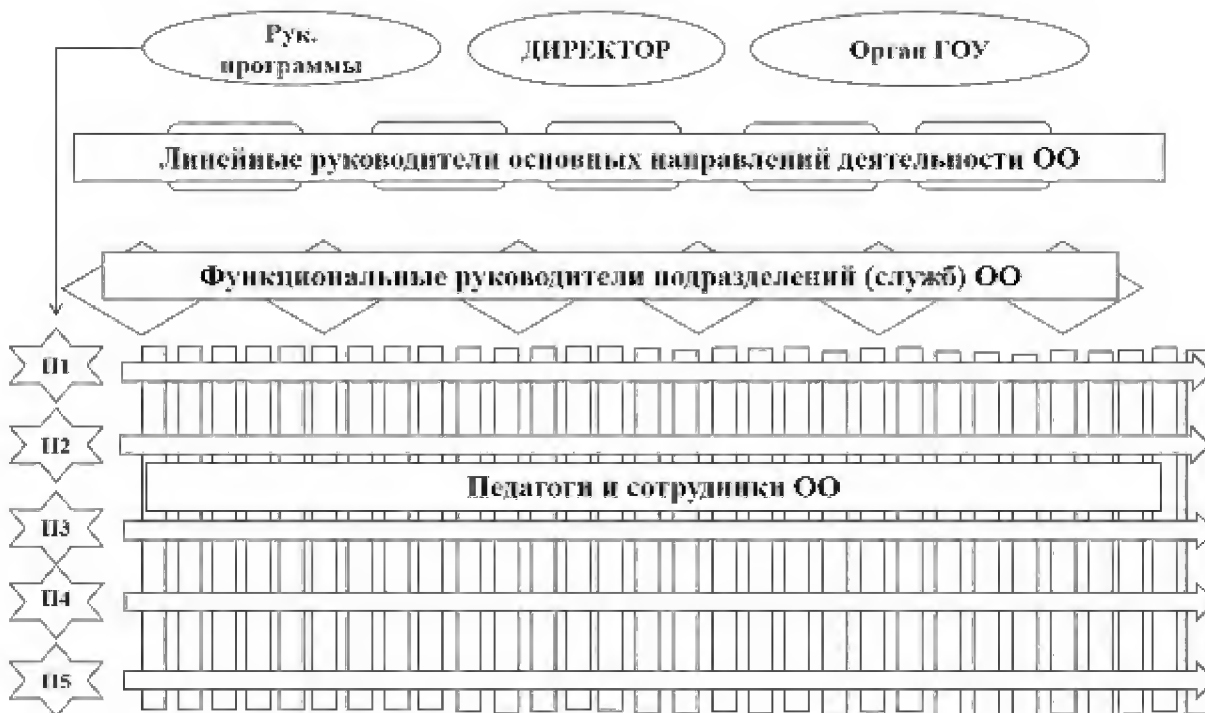 Рук.
программы
ДИРЕКТОР
Орган ГОУ
Линейные руководители основных направлений деятельности ОО
Функциональные руководители подразделений (служб) ОО
П1
П2
Педагоги и сотрудники ОО
П3
П4
П5